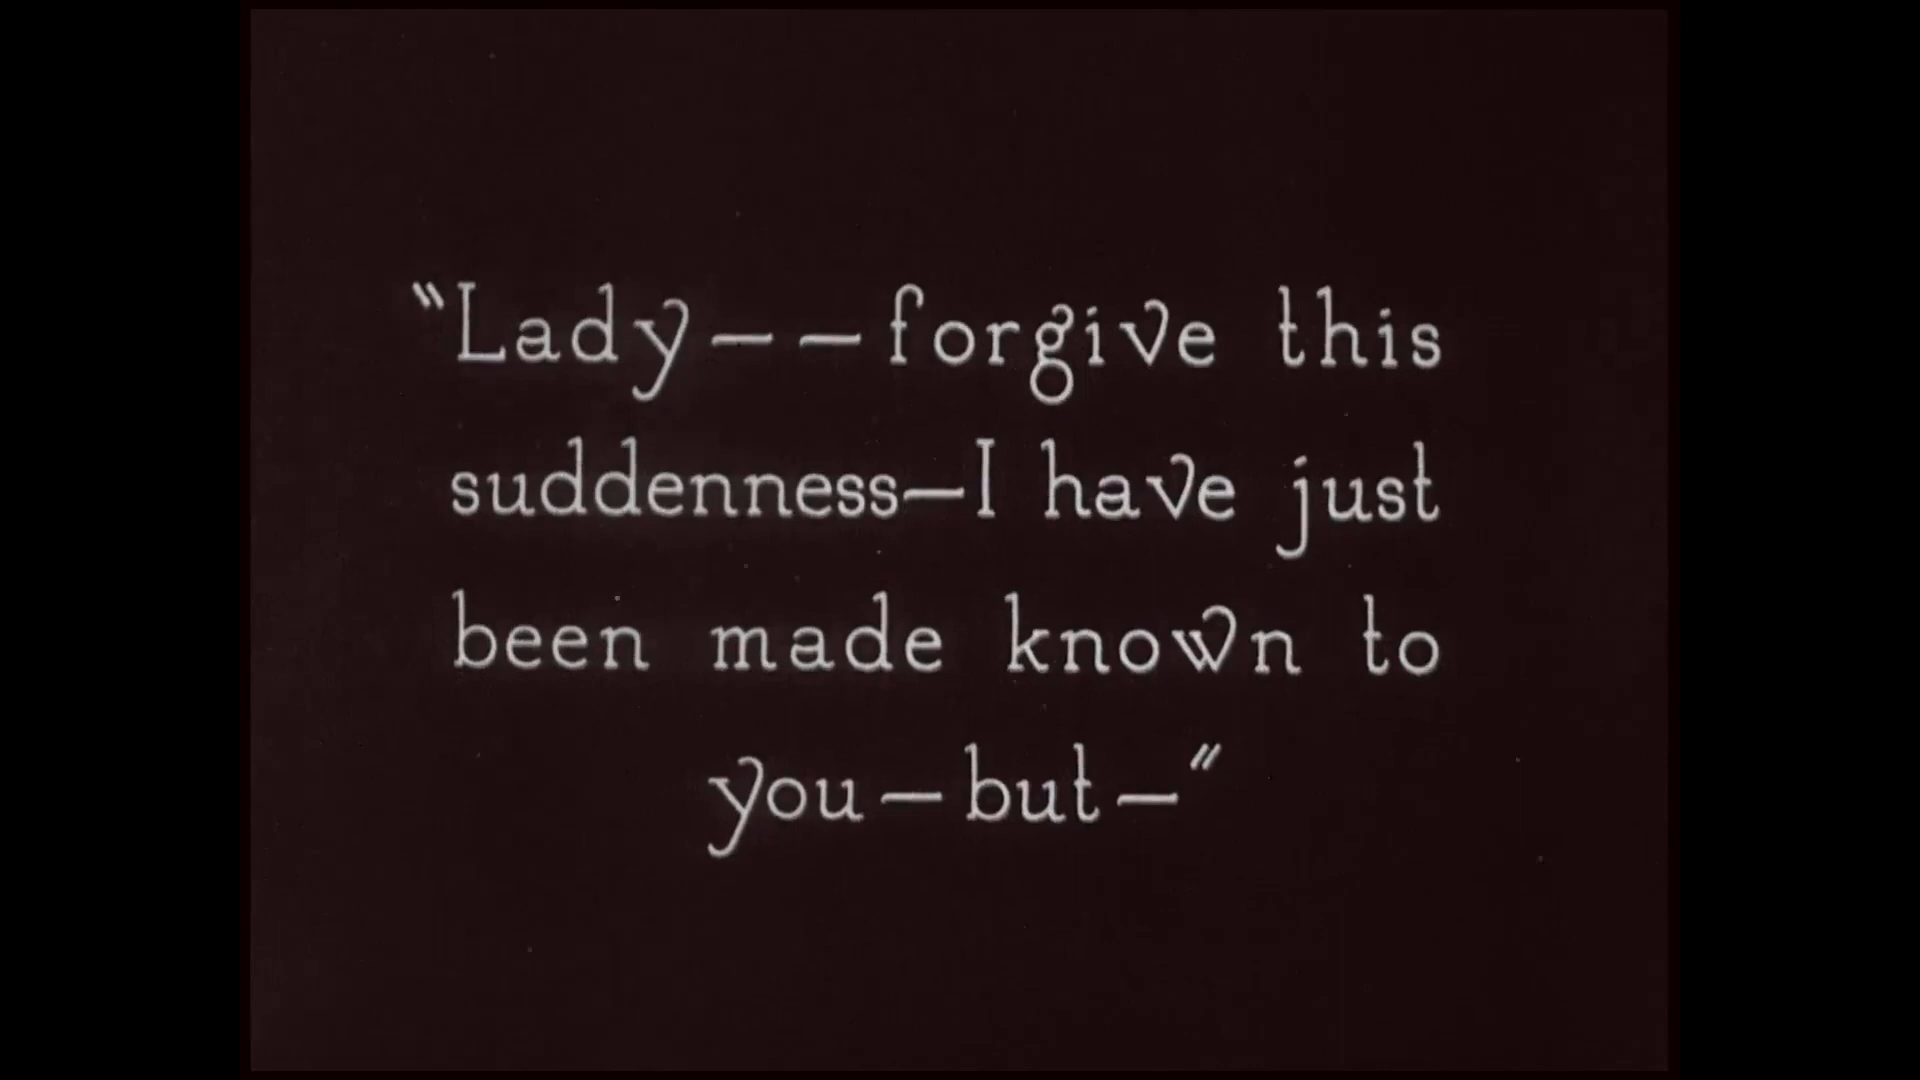 "Lady——forgive this
suddenness—I have just
been made known to
you—but—"